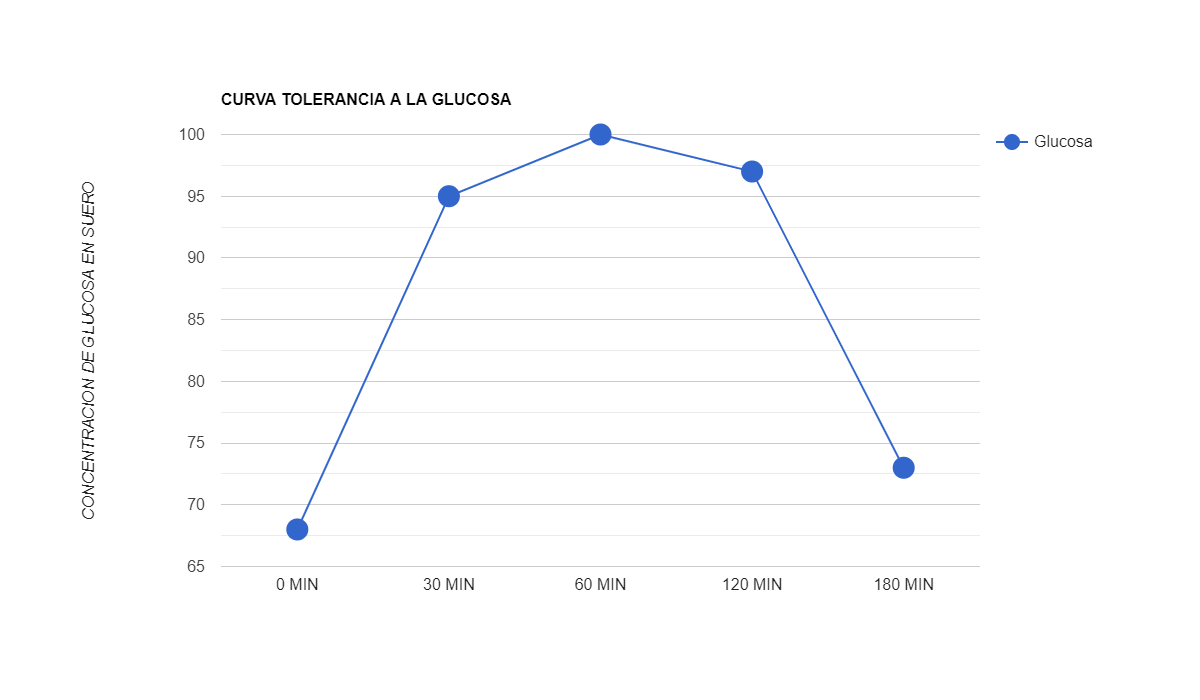 CURVA TOLERANCIA A LA GLUCOSA
Glucosa
CONCENTRACION DE GLUCOSA EN SUERO
100
95
90
85
80
75
70
65
0 MIN
30 MIN
60 MIN
120 MIN
180 MIN